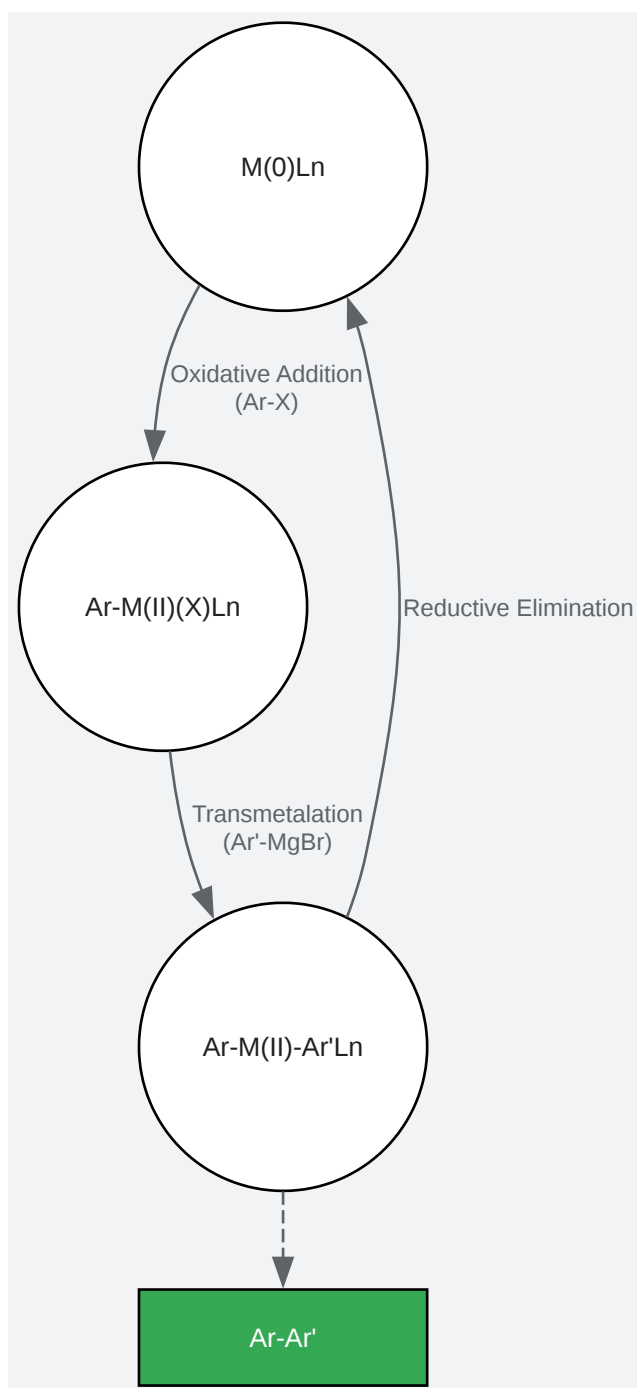 M(0)Ln
Oxidative Addition
(Ar-X)
Ar-M(II)(X)Ln
Reductive Elimination
Transmetalation
(Ar'-MgBr)
Ar-M(II)-Ar'Ln
Ar-Ar'